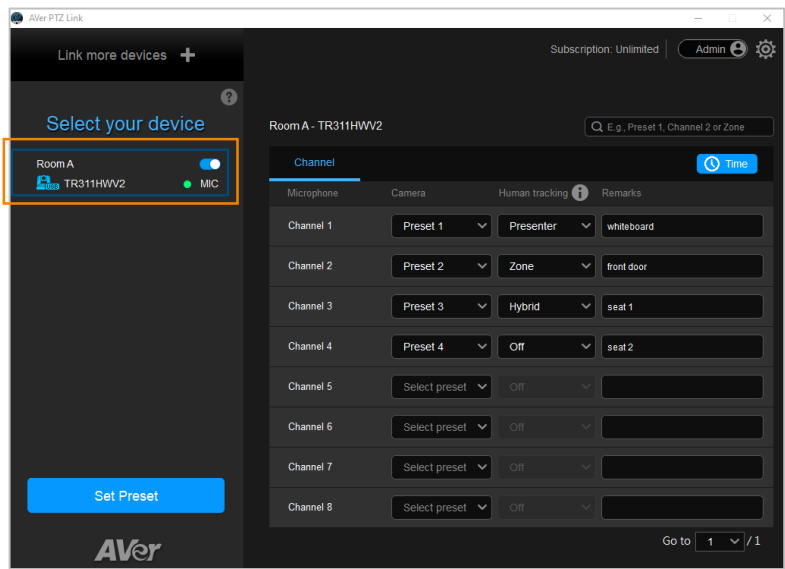 AVer PTZ Link
Link more devices
Subscription: Unlimited
Admin
?
Select your device
Room A
TR311HWV2
MIC
Set Preset
AVer
Room A - TR311HWV2
E.g., Preset 1, Channel 2 or Zone
Channel
Time
Microphone Camera Human tracking i Remarks
Channel 1 Preset 1 Presenter whiteboard
Channel 2 Preset 2 Zone front door
Channel 3 Preset 3 Hybrid seat 1
Channel 4 Preset 4 Off seat 2
Channel 5 Select preset Off
Channel 6 Select preset Off
Channel 7 Select preset Off
Channel 8 Select preset Off
Go to 1 / 1